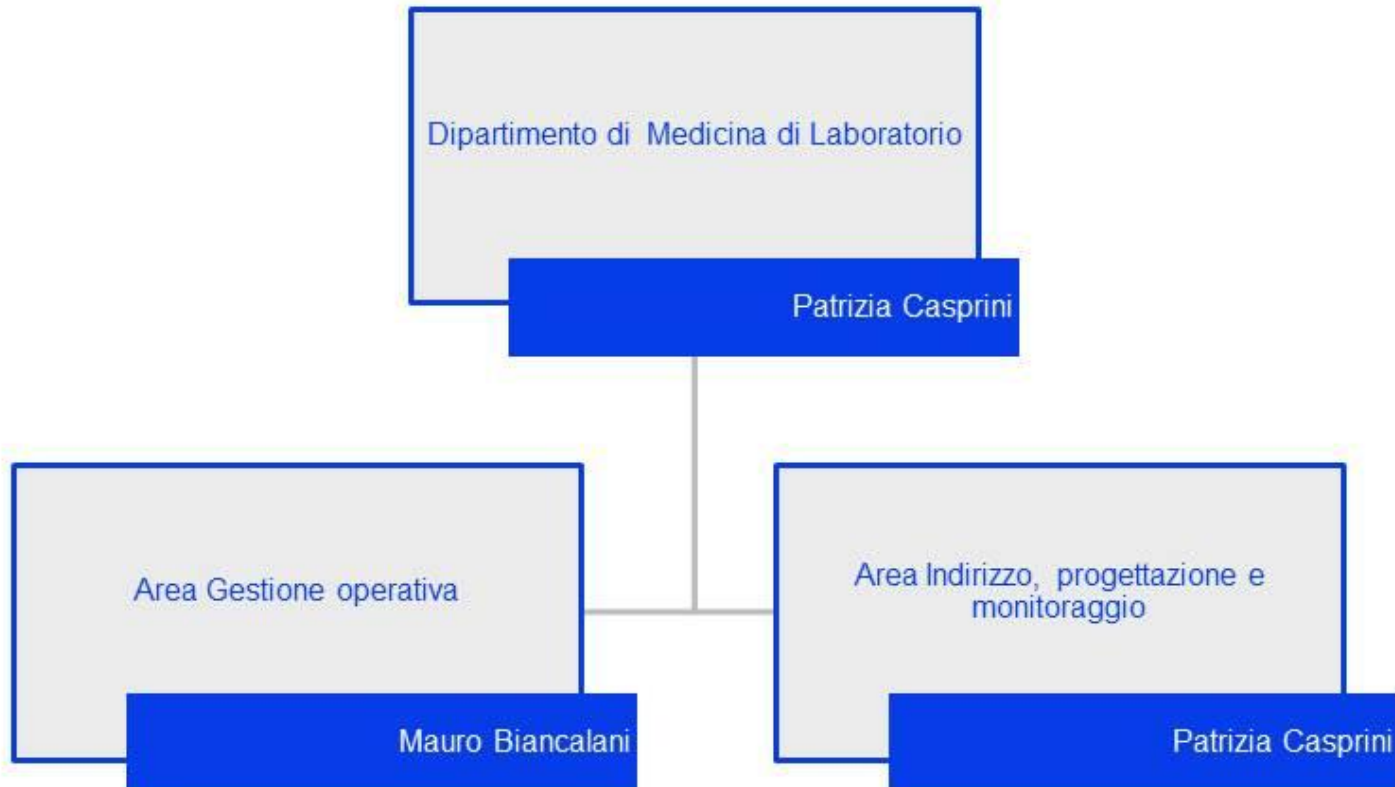 Dipartimento di Medicina di Laboratorio
Patrizia Casprini
Area Gestione operativa
Mauro Biancalani
Area Indirizzo, progettazione e
monitoraggio
Patrizia Casprini